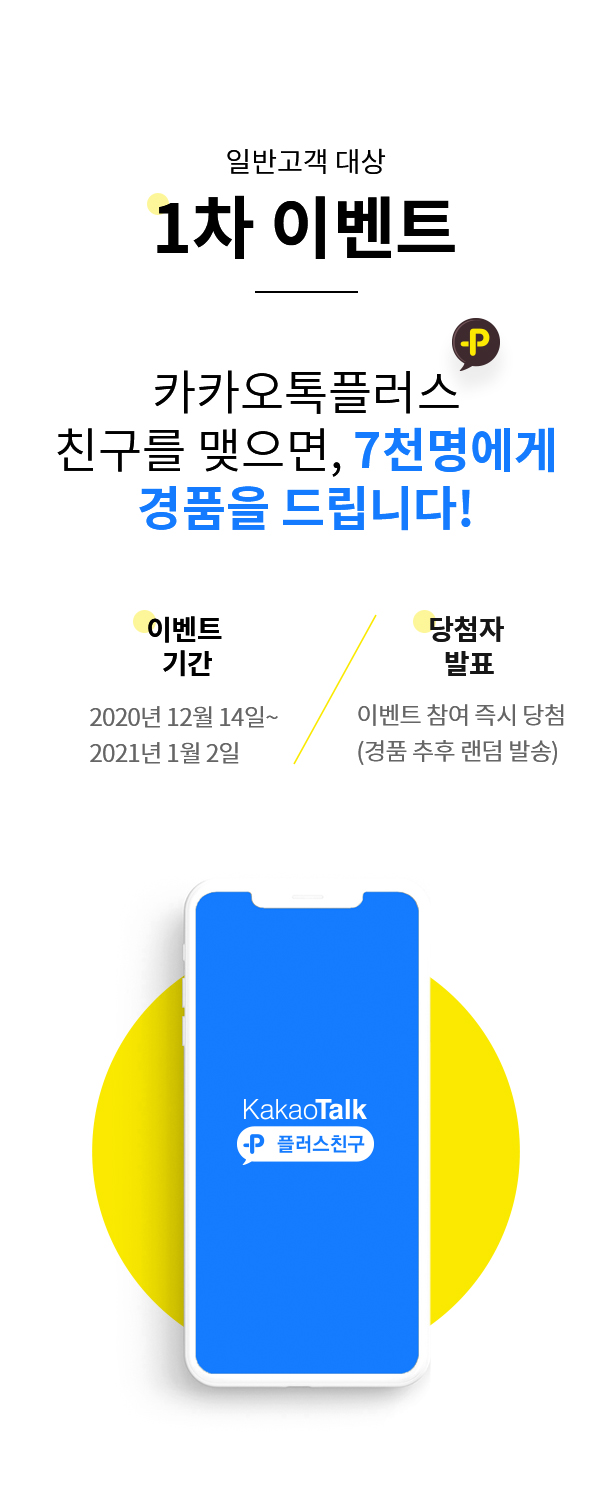 일반고객 대상
1차 이벤트
카카오톡플러스
친구를 맺으면, 7천명에게
경품을 드립니다!
이벤트
기간
2020년 12월 14일~
2021년 1월 2일
당첨자
발표
이벤트 참여 즉시 당첨
(경품 추후 랜덤 발송)
KakaoTalk
플러스친구